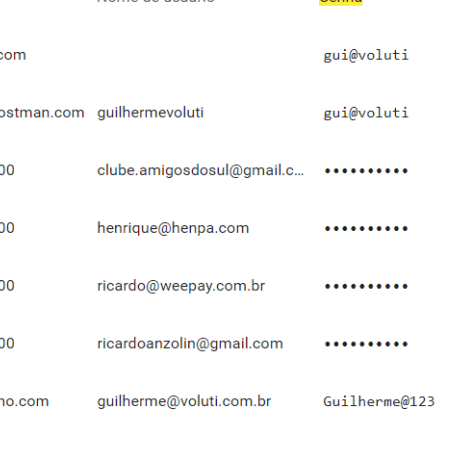 Nome de usuário Senha
com gui@voluti
ostman.com guilhermevoluti gui@voluti
00 clube.amigosdosul@gmail.c... ••••••••••
00 henrique@henpa.com ••••••••••
00 ricardo@weepay.com.br ••••••••••
00 ricardoanzolin@gmail.com ••••••••••
no.com guilherme@voluti.com.br Guilherme@123